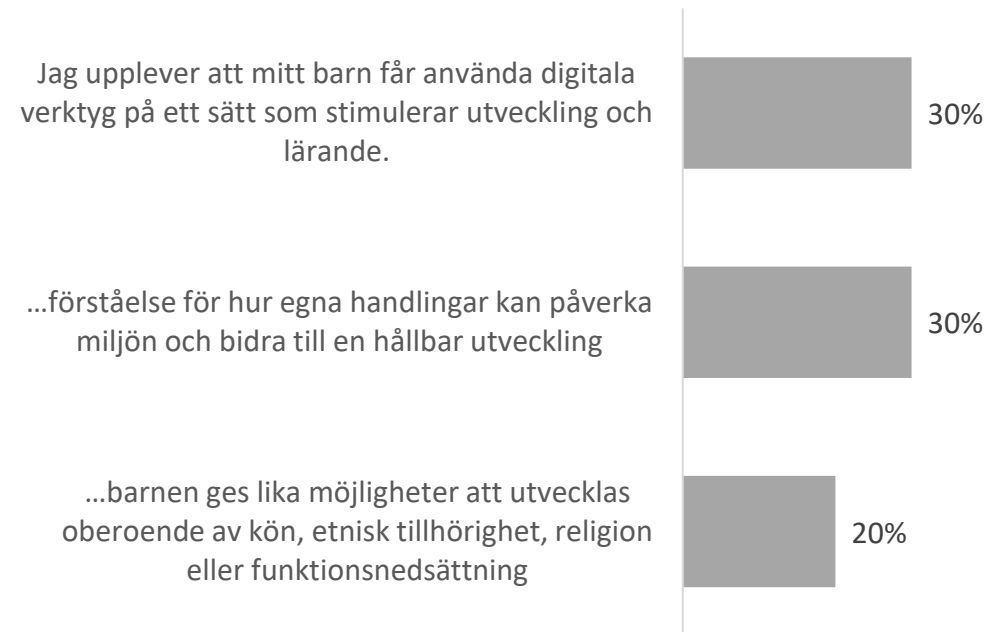 Jag upplever att mitt barn får använda digitala
verktyg på ett sätt som stimulerar utveckling och
lärande.
30%
…förståelse för hur egna handlingar kan påverka
miljön och bidra till en hållbar utveckling
30%
…barnen ges lika möjligheter att utvecklas
oberoende av kön, etnisk tillhörighet, religion
eller funktionsnedsättning
20%